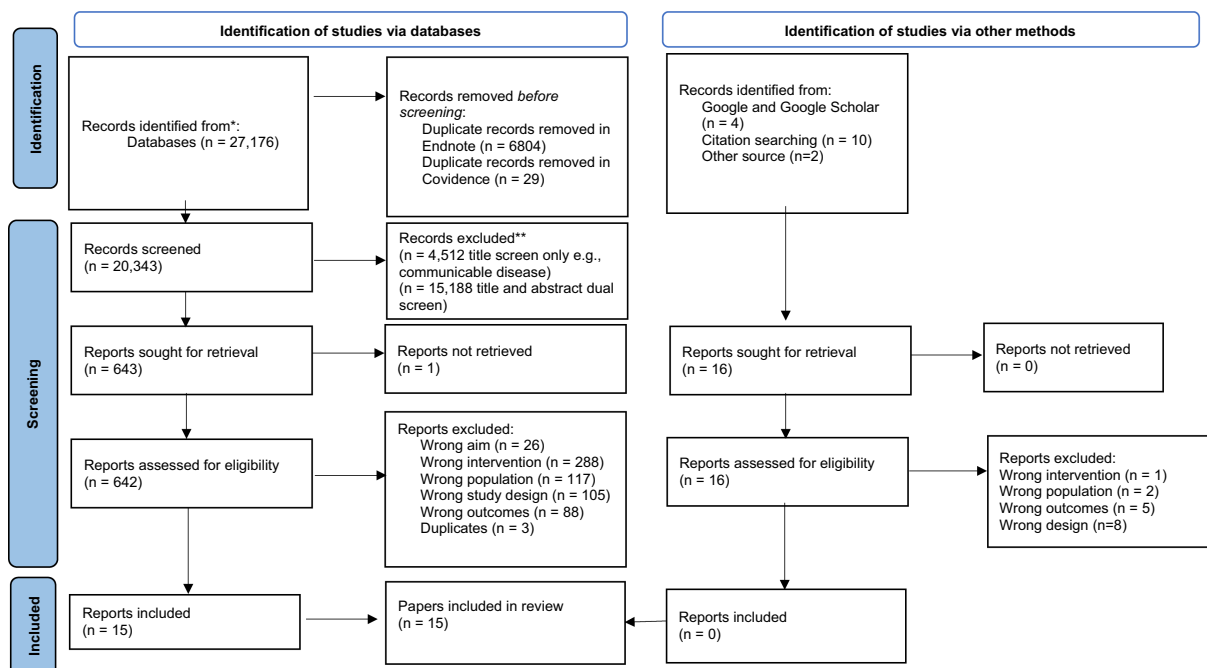 Identification of studies via databases
Identification of studies via other methods
Identification
Records identified from*:
Databases (n = 27,176)
Records removed before
screening:
Duplicate records removed in
Endnote (n = 6804)
Duplicate records removed in
Covidence (n = 29)
Records identified from:
Google and Google Scholar
(n = 4)
Citation searching (n = 10)
Other source (n=2)
Screening
Records screened
(n = 20,343)
Records excluded**
(n = 4,512 title screen only e.g.,
communicable disease)
(n = 15,188 title and abstract dual
screen)
Reports sought for retrieval
(n = 643)
Reports not retrieved
(n = 1)
Reports sought for retrieval
(n = 16)
Reports not retrieved
(n = 0)
Reports assessed for eligibility
(n = 642)
Reports excluded:
Wrong aim (n = 26)
Wrong intervention (n = 288)
Wrong population (n = 117)
Wrong study design (n = 105)
Wrong outcomes (n = 88)
Duplicates (n = 3)
Reports assessed for eligibility
(n = 16)
Reports excluded:
Wrong intervention (n = 1)
Wrong population (n = 2)
Wrong outcomes (n = 5)
Wrong design (n=8)
Included
Reports included
(n = 15)
Papers included in review
(n = 15)
Reports included
(n = 0)